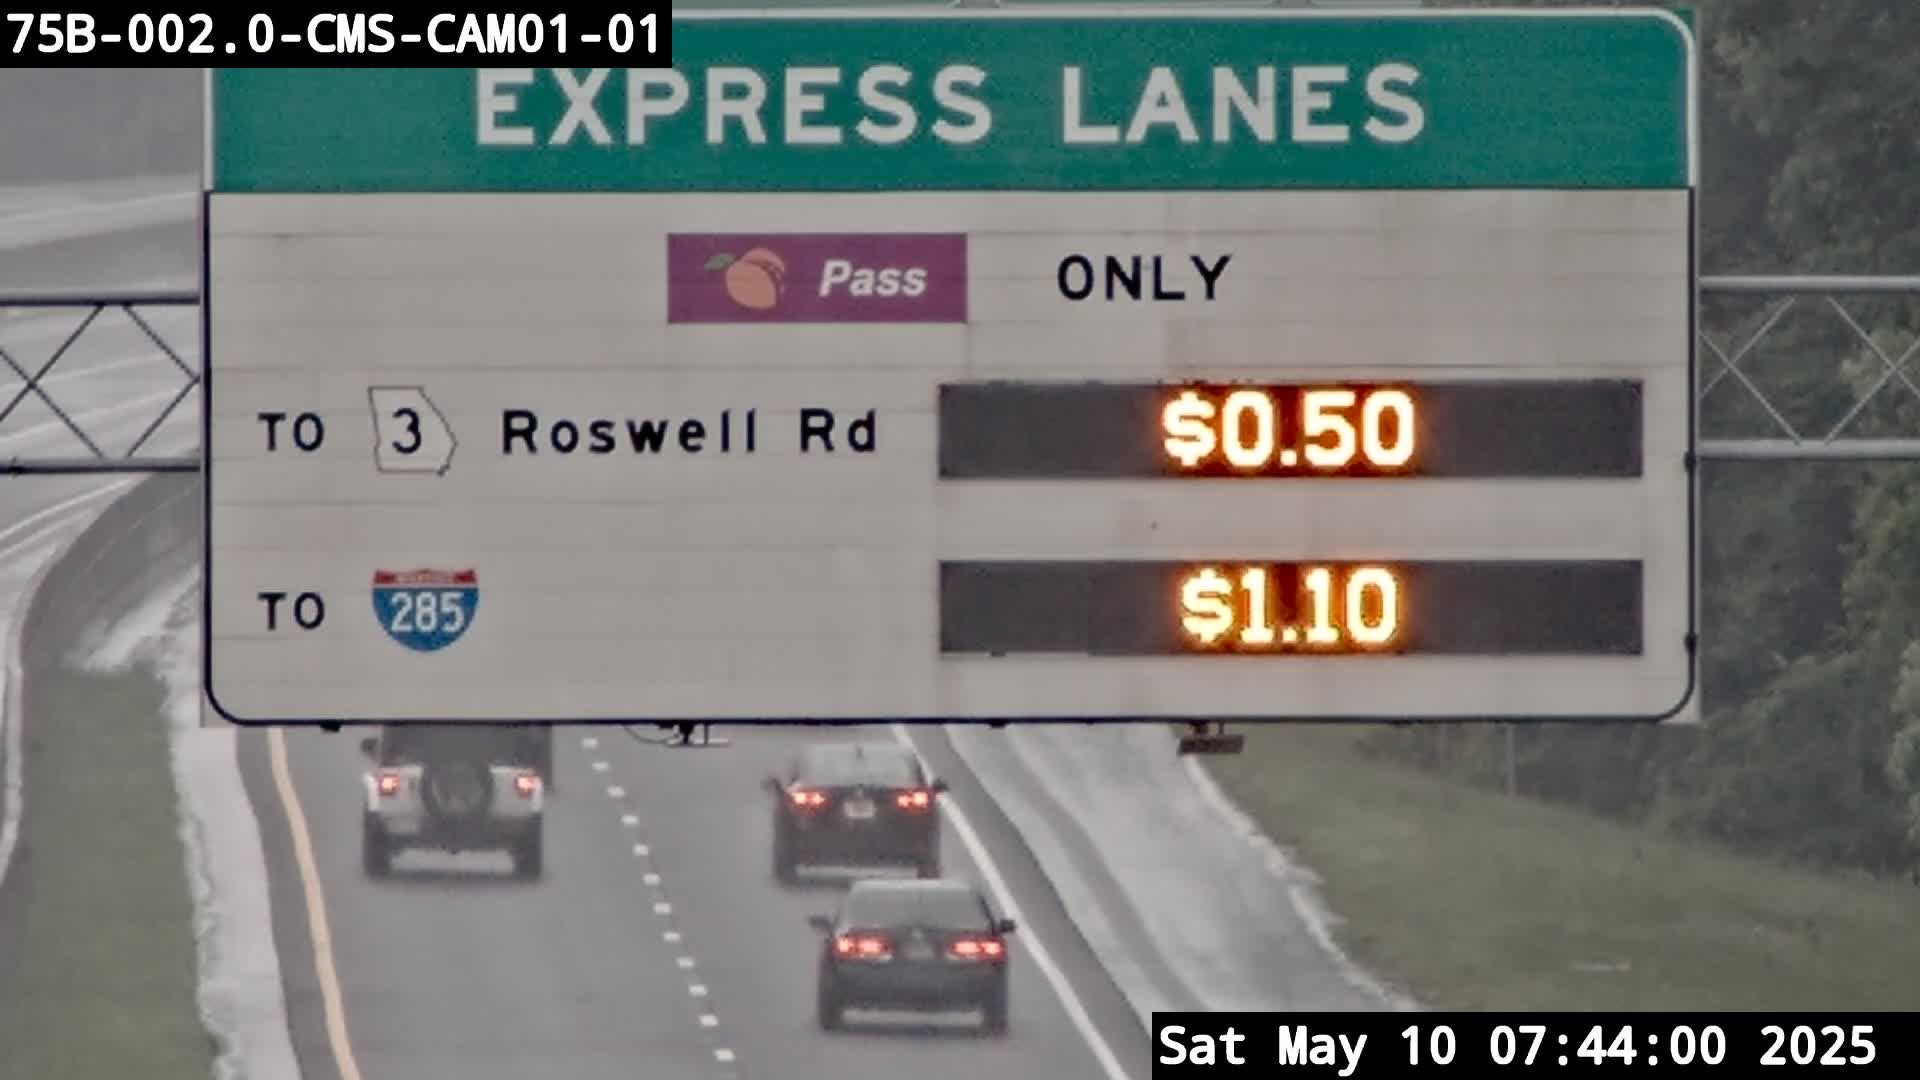 75B-002.0-CMS-CAM01-01
EXPRESS LANES
Pass ONLY
TO 3 Roswell Rd $0.50
TO 285 $1.10
Sat May 10 07:44:00 2025